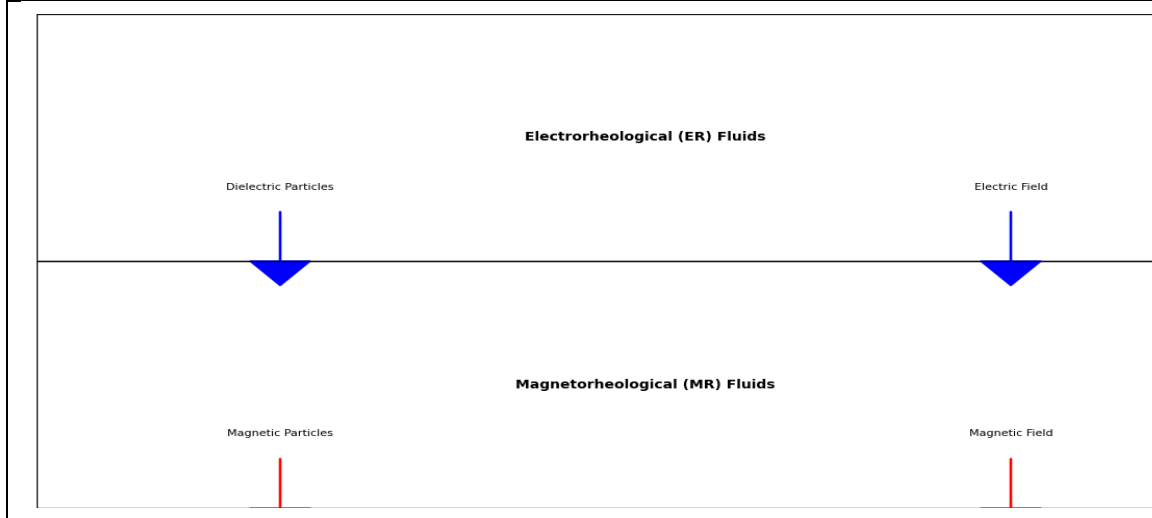 Electrorheological (ER) Fluids
Dielectric Particles
Electric Field
Magnetorheological (MR) Fluids
Magnetic Particles
Magnetic Field